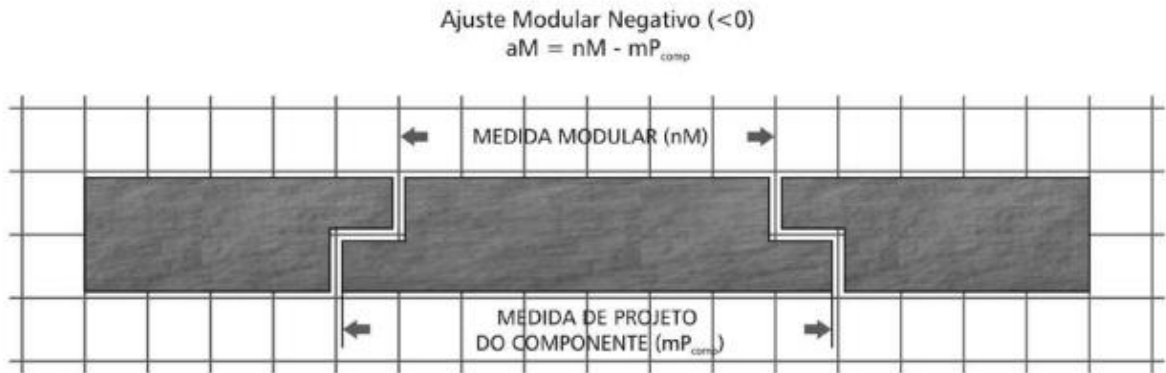 Ajuste Modular Negativo (<0)
aM = nM - mPcomp
MEDIDA MODULAR (nM)
MEDIDA DE PROJETO
DO COMPONENTE (mPcomp)